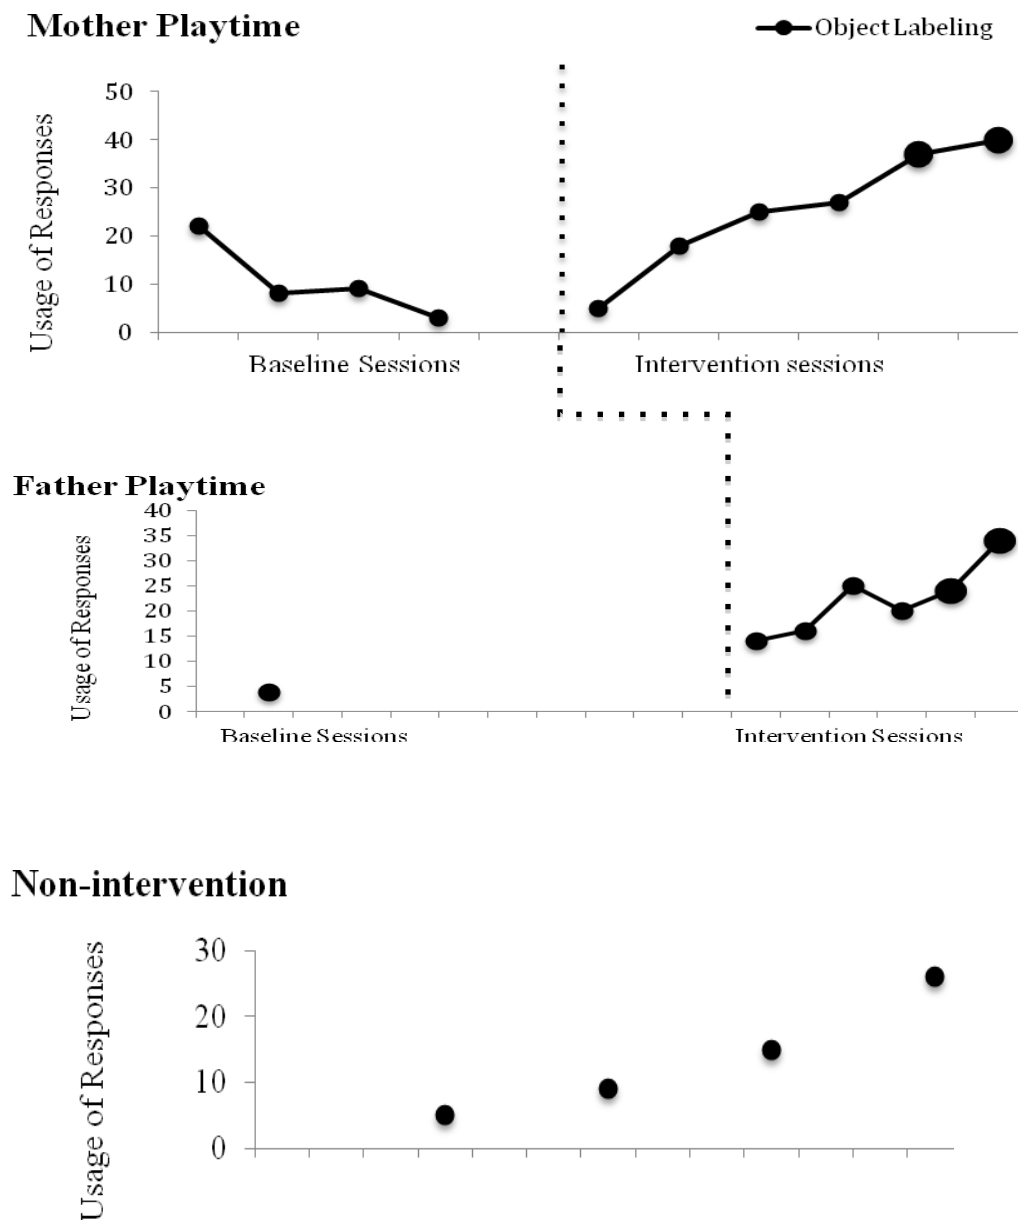 Mother Playtime
Object Labeling
Usage of Responses
50
40
30
20
10
0
Baseline Sessions
Intervention sessions
Father Playtime
Usage of Responses
40
35
30
25
20
15
10
5
0
Baseline Sessions
Intervention Sessions
Non-intervention
Usage of Responses
30
20
10
0